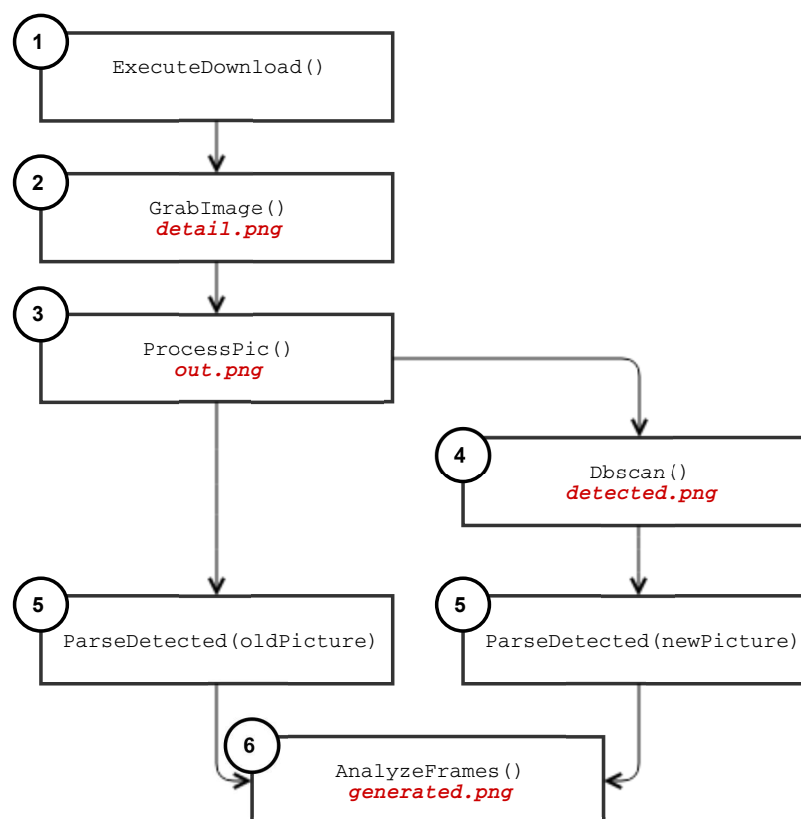 1
ExecuteDownload()
2
GrabImage()
detail.png
3
ProcessPic()
out.png
4
Dbscan()
detected.png
5
ParseDetected(oldPicture)
5
ParseDetected(newPicture)
6
AnalyzeFrames()
generated.png